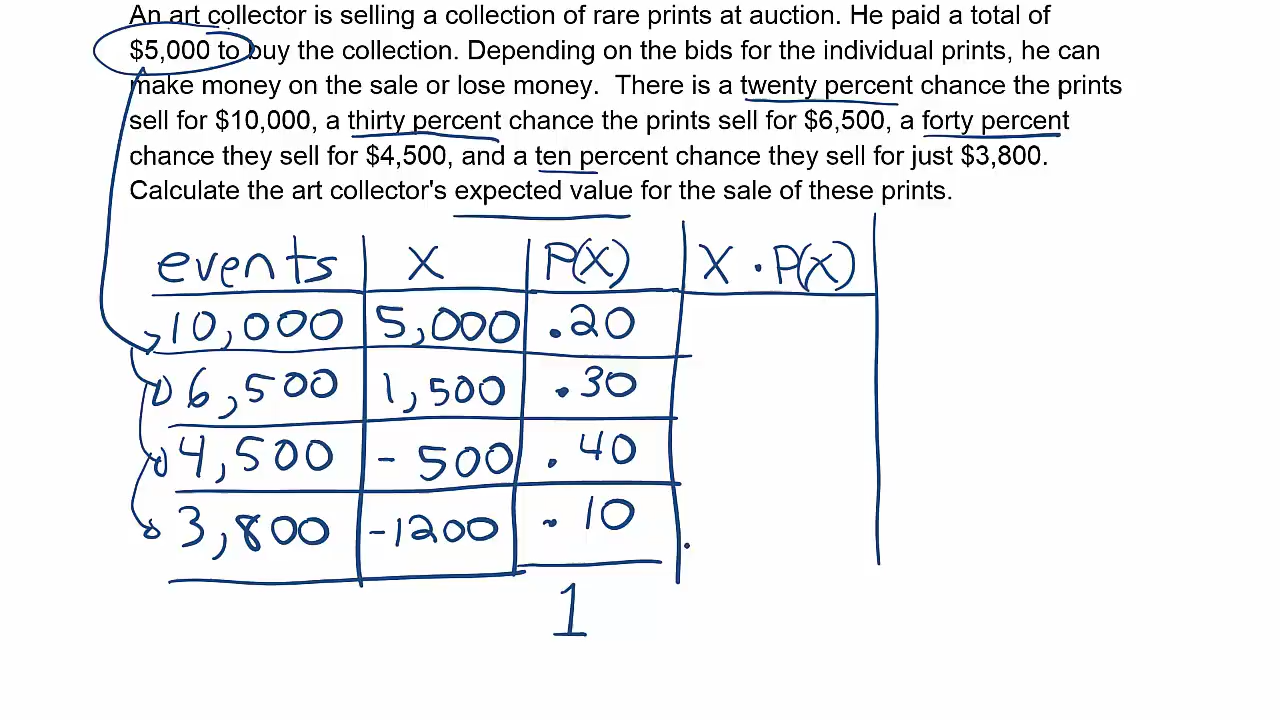 An art collector is selling a collection of rare prints at auction. He paid a total of
$5,000 to buy the collection. Depending on the bids for the individual prints, he can
make money on the sale or lose money. There is a twenty percent chance the prints
sell for $10,000, a thirty percent chance the prints sell for $6,500, a forty percent
chance they sell for $4,500, and a ten percent chance they sell for just $3,800.
Calculate the art collector's expected value for the sale of these prints.
events X P(X) X · P(X)
10,000 5,000 .20
6,500 1,500 .30
4,500 -500 .40
3,800 -1200 .10
1